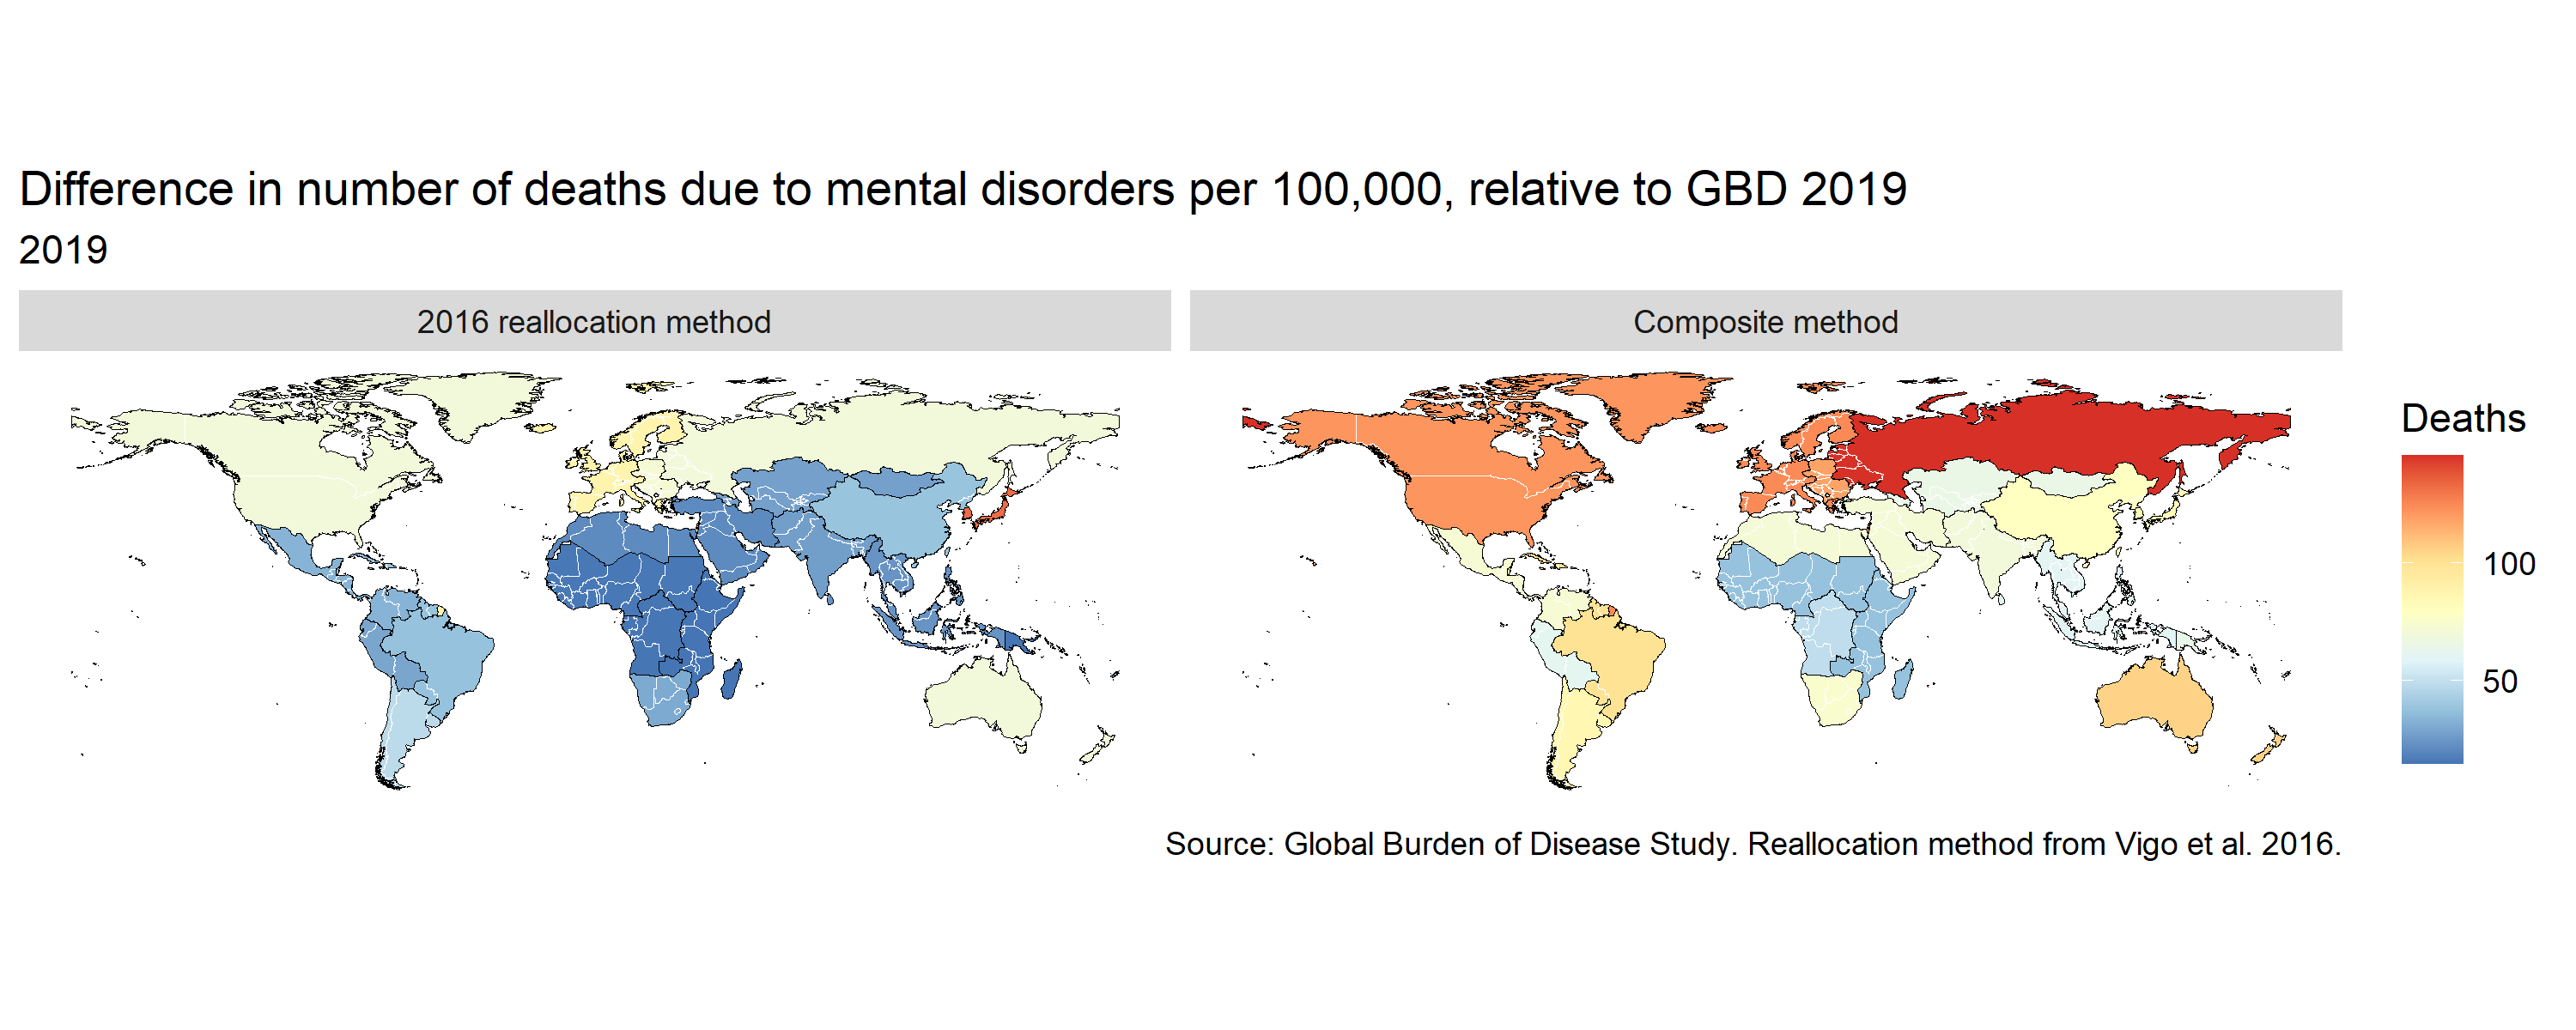 Difference in number of deaths due to mental disorders per 100,000, relative to GBD 2019
2019
2016 reallocation method
Composite method
Deaths
100
50
Source: Global Burden of Disease Study. Reallocation method from Vigo et al. 2016.